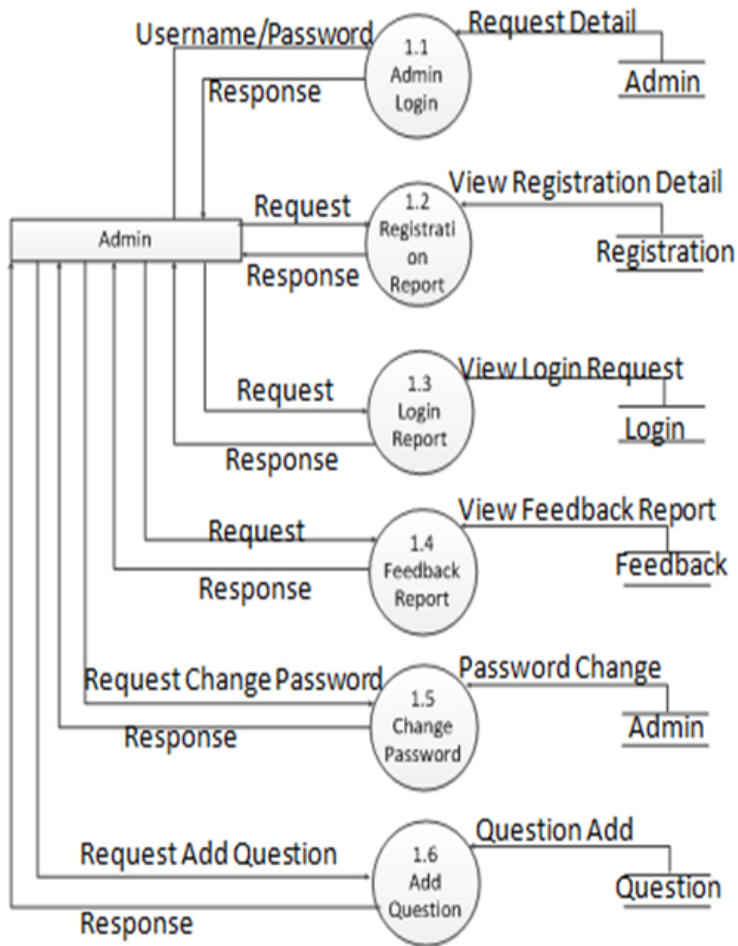 Username/Password
1.1
Admin
Login
Request Detail
Admin
Response
Request
1.2
Registrati
on
Report
View Registration Detail
Registration
Admin
Response
Request
1.3
Login
Report
View Login Request
Login
Response
Request
1.4
Feedback
Report
View Feedback Report
Feedback
Response
Request Change Password
1.5
Change
Password
Password Change
Admin
Response
Request Add Question
1.6
Add
Question
Question Add
Question
Response